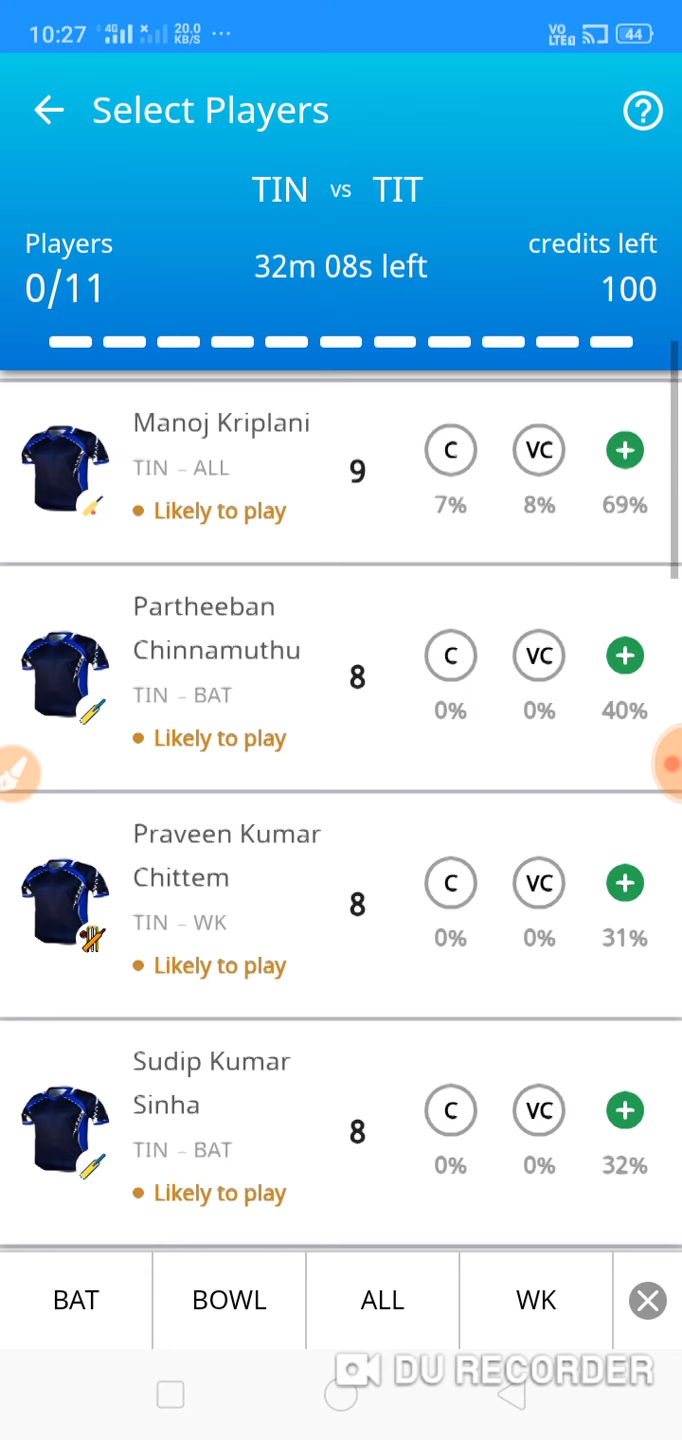 10:27 4G 20.0 KB/S ... VO LTE 44
Select Players ?
TIN vs TIT
Players
0/11
32m 08s left
credits left
100
Manoj Kriplani
TIN - ALL
Likely to play
9
C VC +
7% 8% 69%
Partheeban
Chinnamuthu
TIN - BAT
Likely to play
8
C VC +
0% 0% 40%
Praveen Kumar
Chittem
TIN - WK
Likely to play
8
C VC +
0% 0% 31%
Sudip Kumar
Sinha
TIN - BAT
Likely to play
8
C VC +
0% 0% 32%
BAT BOWL ALL WK
DU RECORDER